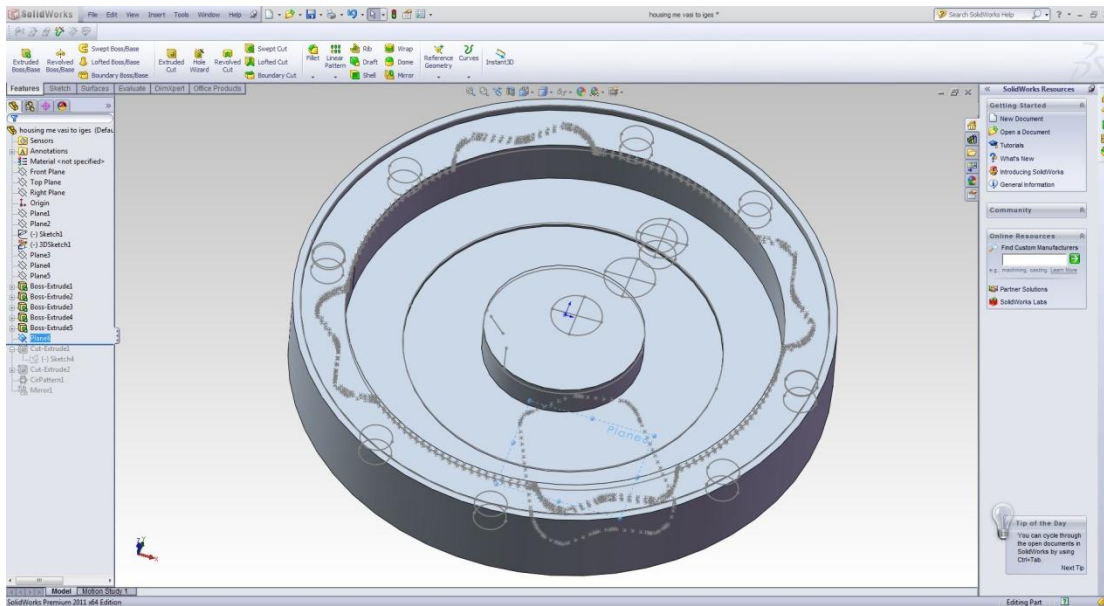 SolidWorks File Edit View Insert Tools Window Help housing me vasi to iges * Search SolidWorks Help
Extruded Boss/Base
Revolved Boss/Base
Swept Boss/Base
Lofted Boss/Base
Boundary Boss/Base
Extruded Cut
Hole Wizard
Revolved Cut
Swept Cut
Lofted Cut
Boundary Cut
Fillet
Linear Pattern
Rib
Draft
Shell
Wrap
Dome
Mirror
Reference Geometry
Curves
Instant3D
Features Sketch Surfaces Evaluate DimXpert Office Products
housing me vasi to iges (Defau
Sensors
Annotations
Material <not specified>
Front Plane
Top Plane
Right Plane
Origin
Plane1
Plane2
(-) Sketch1
(-) 3DSketch1
Plane3
Plane4
Plane5
Boss-Extrude1
Boss-Extrude2
Boss-Extrude3
Boss-Extrude4
Boss-Extrude5
Plane6
Cut-Extrude1
(-) Sketch4
Cut-Extrude2
CirPattern1
Mirror1
Plane6
SolidWorks Resources
Getting Started
New Document
Open a Document
Tutorials
What's New
Introducing SolidWorks
General Information
Community
Online Resources
Find Custom Manufacturers
e.g., machining, casting Learn More
Partner Solutions
SolidWorks Labs
Tip of the Day
You can cycle through
the open documents in
SolidWorks by using
Ctrl+Tab.
Next Tip
Model Motion Study 1
SolidWorks Premium 2011 x64 Edition Editing Part